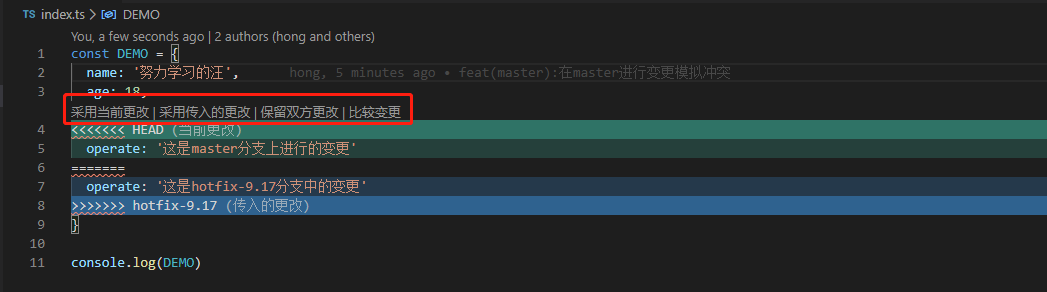 TS index.ts > DEMO
You, a few seconds ago | 2 authors (hong and others)
1 const DEMO = {
2 name: '努力学习的汪', hong, 5 minutes ago • feat(master):在master进行变更模拟冲突
3 age: 18,
采用当前更改 | 采用传入的更改 | 保留双方更改 | 比较变更
4 <<<<<<< HEAD (当前更改)
5 operate: '这是master分支上进行的变更'
6 =======
7 operate: '这是hotfix-9.17分支中的变更'
8 >>>>>>> hotfix-9.17 (传入的更改)
9 }
10
11 console.log(DEMO)